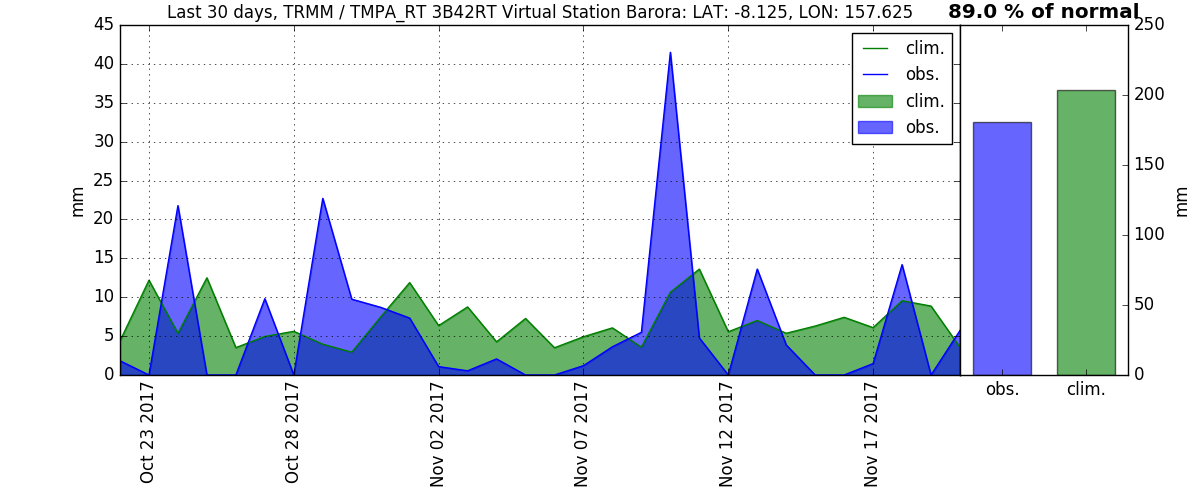 Last 30 days, TRMM / TMPA_RT 3B42RT Virtual Station Barora: LAT: -8.125, LON: 157.625
89.0 % of normal
45
40
35
30
25
20
15
10
5
0
mm
clim.
obs.
clim.
obs.
Oct 23 2017
Oct 28 2017
Nov 02 2017
Nov 07 2017
Nov 12 2017
Nov 17 2017
250
200
150
100
50
0
mm
obs.
clim.